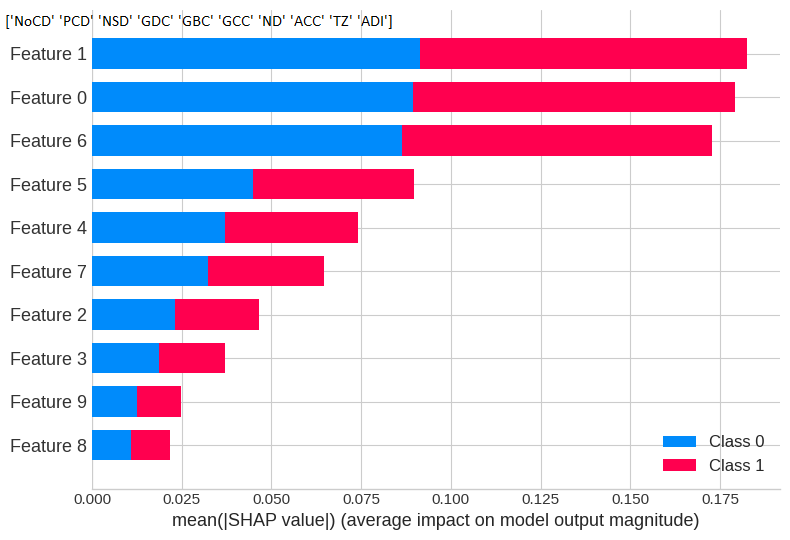 ['NoCD' 'PCD' 'NSD' 'GDC' 'GBC' 'GCC' 'ND' 'ACC' 'TZ' 'ADI']
Feature 1
Feature 0
Feature 6
Feature 5
Feature 4
Feature 7
Feature 2
Feature 3
Feature 9
Feature 8
Class 0
Class 1
0.000 0.025 0.050 0.075 0.100 0.125 0.150 0.175
mean(|SHAP value|) (average impact on model output magnitude)